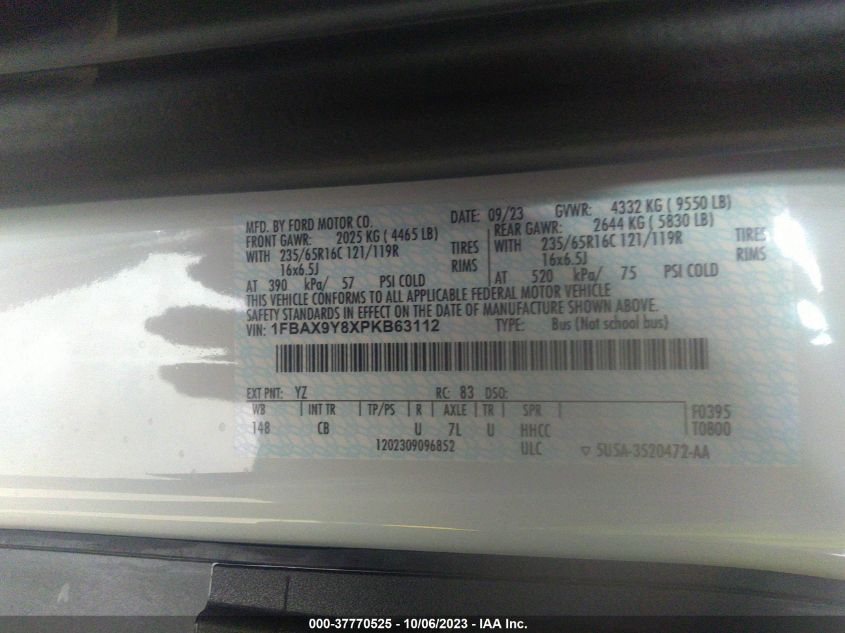 MFD. BY FORD MOTOR CO. DATE: 09/23 GVWR: 4332 KG ( 9550 LB)
FRONT GAWR: 2025 KG ( 4465 LB) REAR GAWR: 2644 KG ( 5830 LB)
WITH 235/65R16C 121/119R TIRES WITH 235/65R16C 121/119R TIRES
16x6.5J RIMS 16x6.5J RIMS
AT 390 kPa/ 57 PSI COLD AT 520 kPa/ 75 PSI COLD
THIS VEHICLE CONFORMS TO ALL APPLICABLE FEDERAL MOTOR VEHICLE
SAFETY STANDARDS IN EFFECT ON THE DATE OF MANUFACTURE SHOWN ABOVE.
VIN: 1FBAX9Y8XPKB63112 TYPE: Bus (Not school bus)
EXT PNT: YZ RC: 83 DSO:
WB INT TR TP/PS R AXLE TR SPR F0395
148 CB U 7L U HHCC T0800
1202309096852 ULC 5U5A-3520472-AA
000-37770525 - 10/06/2023 - IAA Inc.